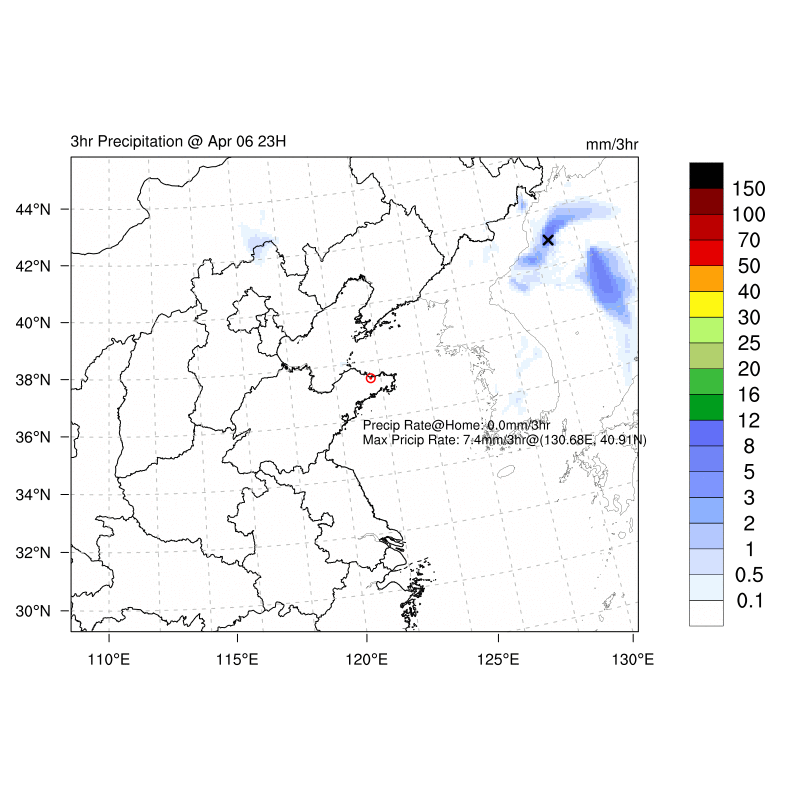 3hr Precipitation @ Apr 06 23H
mm/3hr
44°N
42°N
40°N
38°N
36°N
34°N
32°N
30°N
110°E
115°E
120°E
125°E
130°E
Precip Rate@Home: 0.0mm/3hr
Max Pricip Rate: 7.4mm/3hr@(130.68E, 40.91N)
150
100
70
50
40
30
25
20
16
12
8
5
3
2
1
0.5
0.1